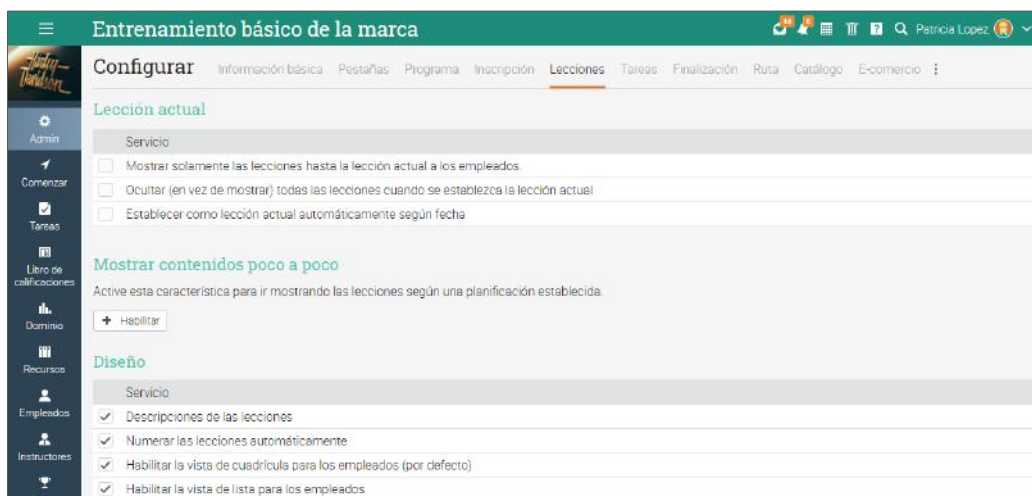 Entrenamiento básico de la marca
Patricia Lopez
Harley-Davidson
Configurar Información básica Pestañas Programa Inscripción Lecciones Tareas Finalización Ruta Catálogo E-comercio
Admin
Comenzar
Tareas
Libro de
calificaciones
Dominio
Recursos
Empleados
Instructores
Lección actual
Servicio
Mostrar solamente las lecciones hasta la lección actual a los empleados.
Ocultar (en vez de mostrar) todas las lecciones cuando se establezca la lección actual
Establecer como lección actual automáticamente según fecha
Mostrar contenidos poco a poco
Active esta característica para ir mostrando las lecciones según una planificación establecida.
+ Habilitar
Diseño
Servicio
Descripciones de las lecciones
Numerar las lecciones automáticamente
Habilitar la vista de cuadrícula para los empleados (por defecto)
Habilitar la vista de lista para los empleados